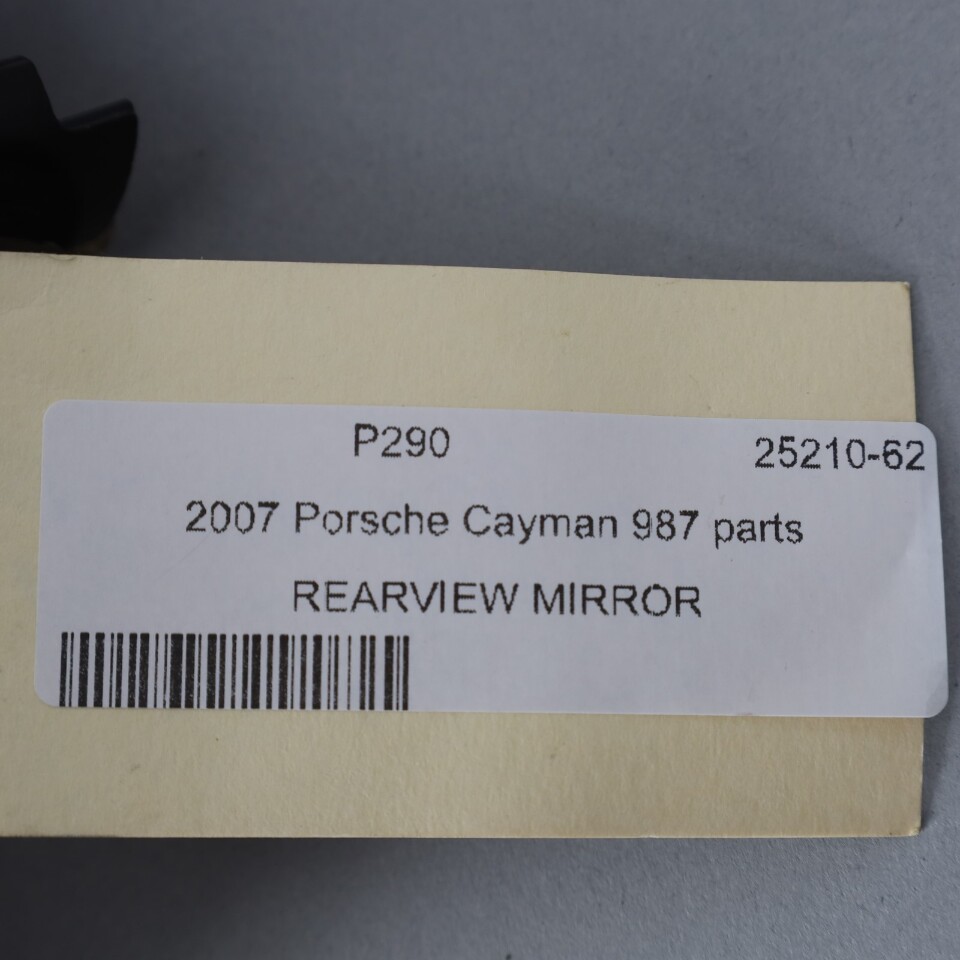 P290 25210-62
2007 Porsche Cayman 987 parts
REARVIEW MIRROR